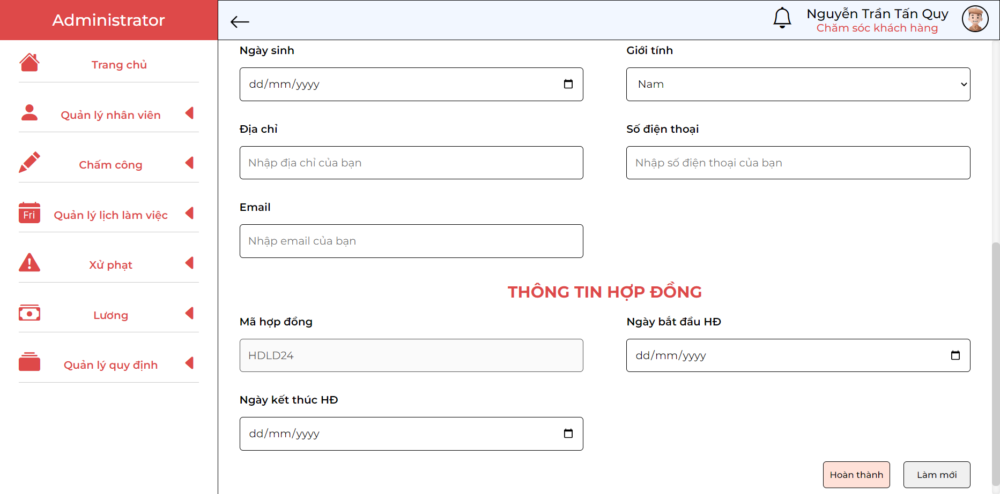 Administrator
Nguyễn Trần Tấn Quy
Chăm sóc khách hàng
Trang chủ
Quản lý nhân viên
Chấm công
Fri
Quản lý lịch làm việc
Xử phạt
Lương
Quản lý quy định
Ngày sinh
Giới tính
dd/mm/yyyy
Nam
Địa chỉ
Số điện thoại
Nhập địa chỉ của bạn
Nhập số điện thoại của bạn
Email
Nhập email của bạn
THÔNG TIN HỢP ĐỒNG
Mã hợp đồng
Ngày bắt đầu HĐ
HDLD24
dd/mm/yyyy
Ngày kết thúc HĐ
dd/mm/yyyy
Hoàn thành
Làm mới